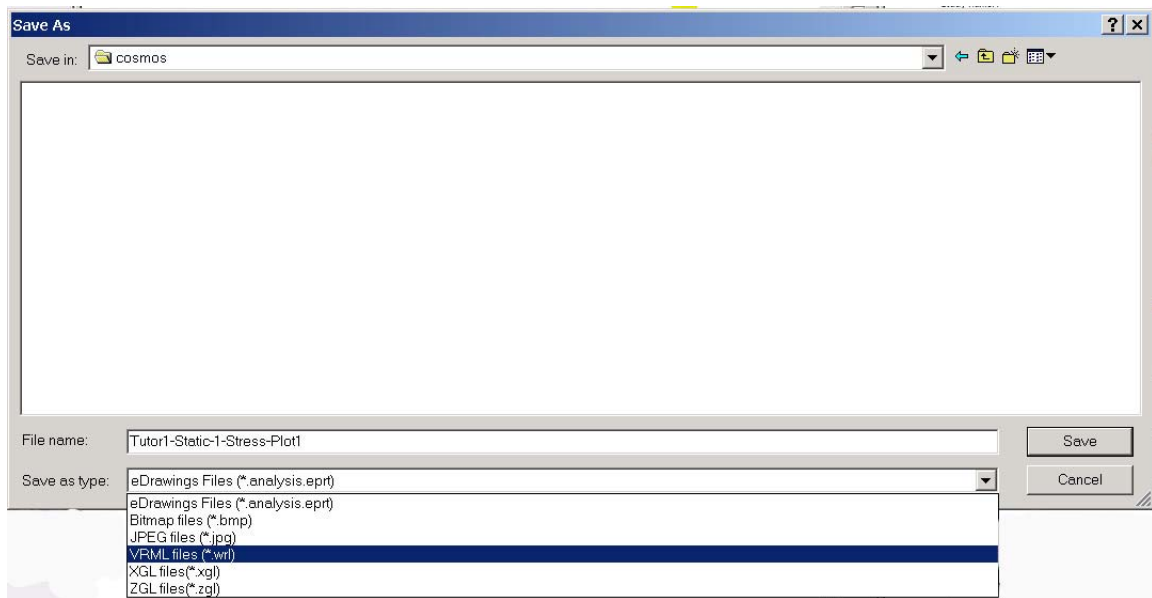 Save As
Save in: cosmos
File name: Tutor1-Static-1-Stress-Plot1 Save
Save as type: eDrawings Files (*.analysis.eprt) Cancel
eDrawings Files (*.analysis.eprt)
Bitmap files (*.bmp)
JPEG files (*.jpg)
VRML files (*.wrl)
XGL files(*.xgl)
ZGL files(*.zgl)